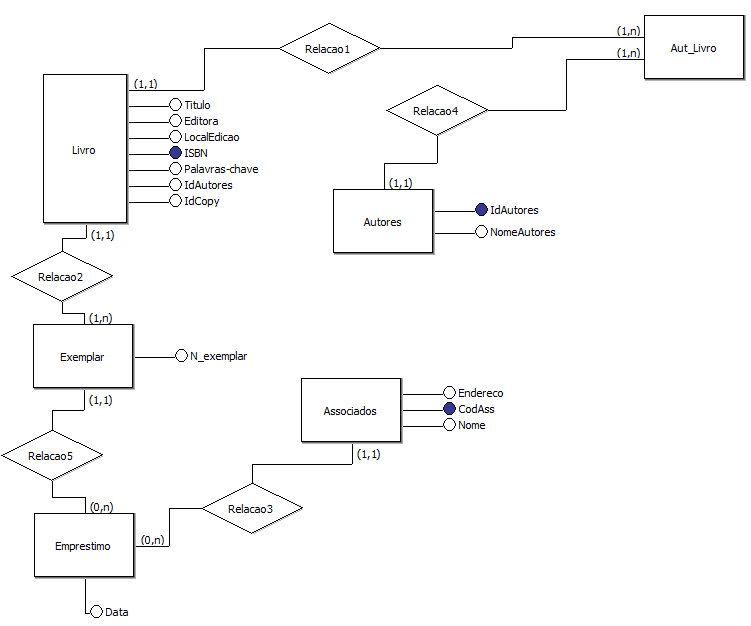 Relacao1
(1,n)
Aut_Livro
(1,n)
(1,1)
Livro
Titulo
Editora
LocalEdicao
ISBN
Palavras-chave
IdAutores
IdCopy
Relacao4
(1,1)
Autores
IdAutores
NomeAutores
(1,1)
Relacao2
(1,n)
Exemplar
N_exemplar
(1,1)
Associados
Endereco
CodAss
Nome
(1,1)
Relacao5
Relacao3
(0,n)
(0,n)
Emprestimo
Data